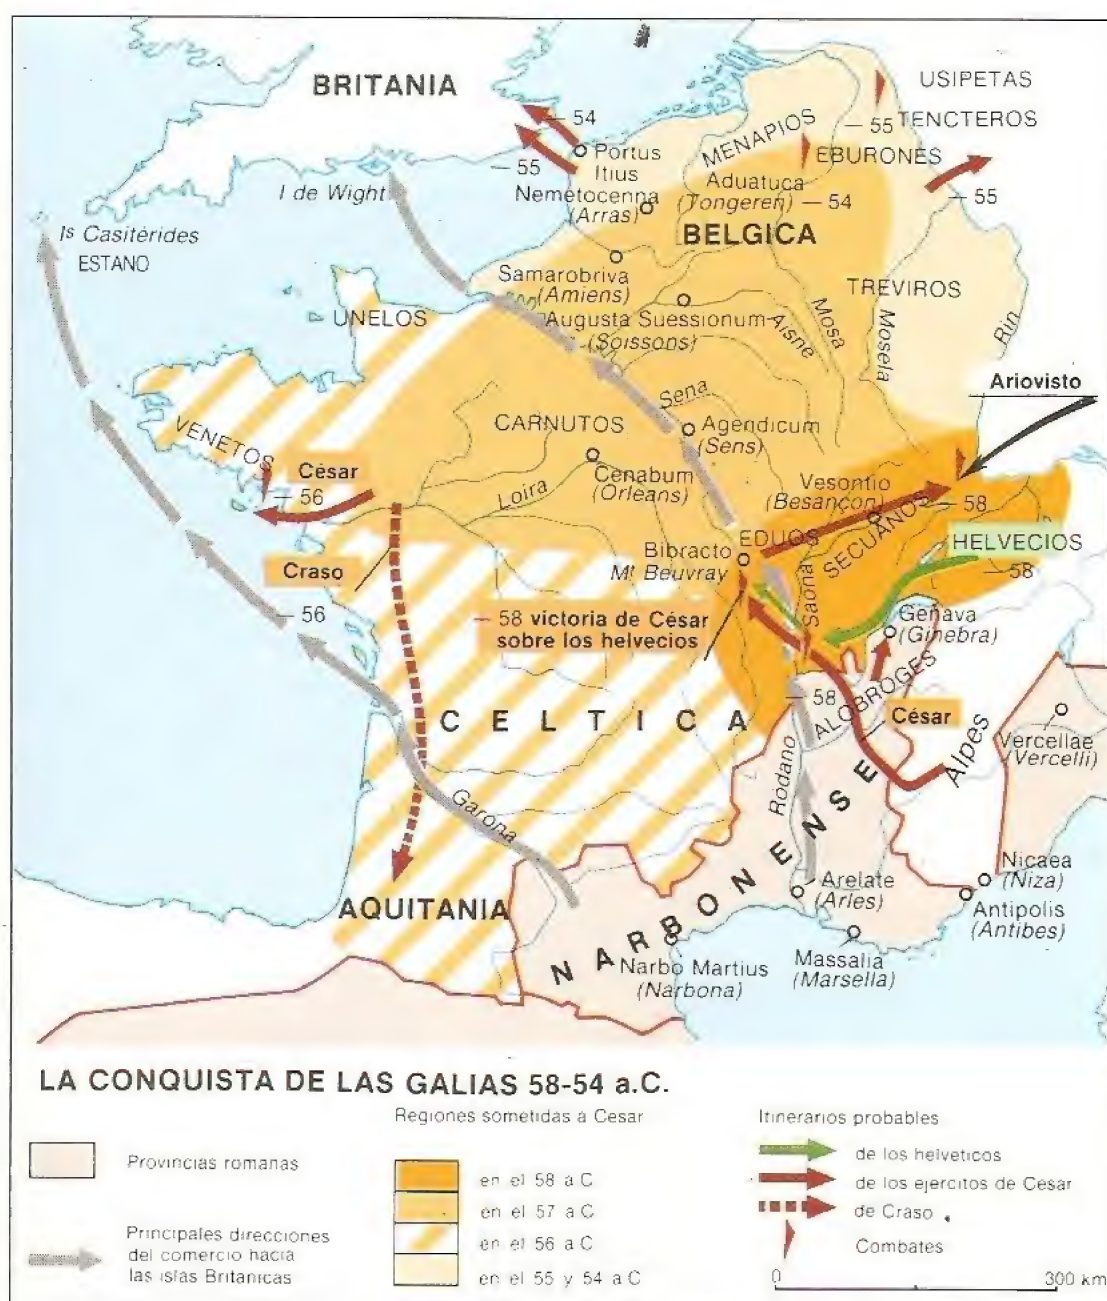 BRITANIA
USIPETAS
TENCTEROS
– 54
– 55
MENAPIOS
– 55
EBURONES
Portus
Itius
Nemetocenna
(Arras)
Aduatuca
(Tongeren)
– 54
– 55
I de Wight
Is Casitérides
ESTANO
BELGICA
Samarobriva
(Amiens)
TREVIROS
UNELOS
Augusta Suessionum
(Soissons)
Aisne
Mosa
Mosela
Rin
Ariovisto
Sena
CARNUTOS
Agendicum
(Sens)
VENETOS
César
– 56
Cenabum
(Orleans)
Loira
Vesontio
(Besançon)
– 58
EDUOS
SECUANOS
HELVECIOS
– 58
Bibracto
Mt Beuvray
Craso
– 56
– 58 victoria de César
sobre los helvecios
Saona
Genava
(Ginebra)
– 58
ALOBROGES
César
CELTICA
Alpes
Vercellae
(Vercelli)
Ródano
Garona
NARBONENSE
AQUITANIA
Arelate
(Arles)
Nicaea
(Niza)
Antipolis
(Antibes)
Massalia
(Marsella)
Narbo Martius
(Narbona)
LA CONQUISTA DE LAS GALIAS 58-54 a.C.
Provincias romanas
Principales direcciones
del comercio hacia
las islas Britanicas
Regiones sometidas a Cesar
en el 58 a C
en el 57 a C
en el 56 a C
en el 55 y 54 a C
Itinerarios probables
de los helveticos
de los ejercitos de Cesar
de Craso
Combates
0 300 km